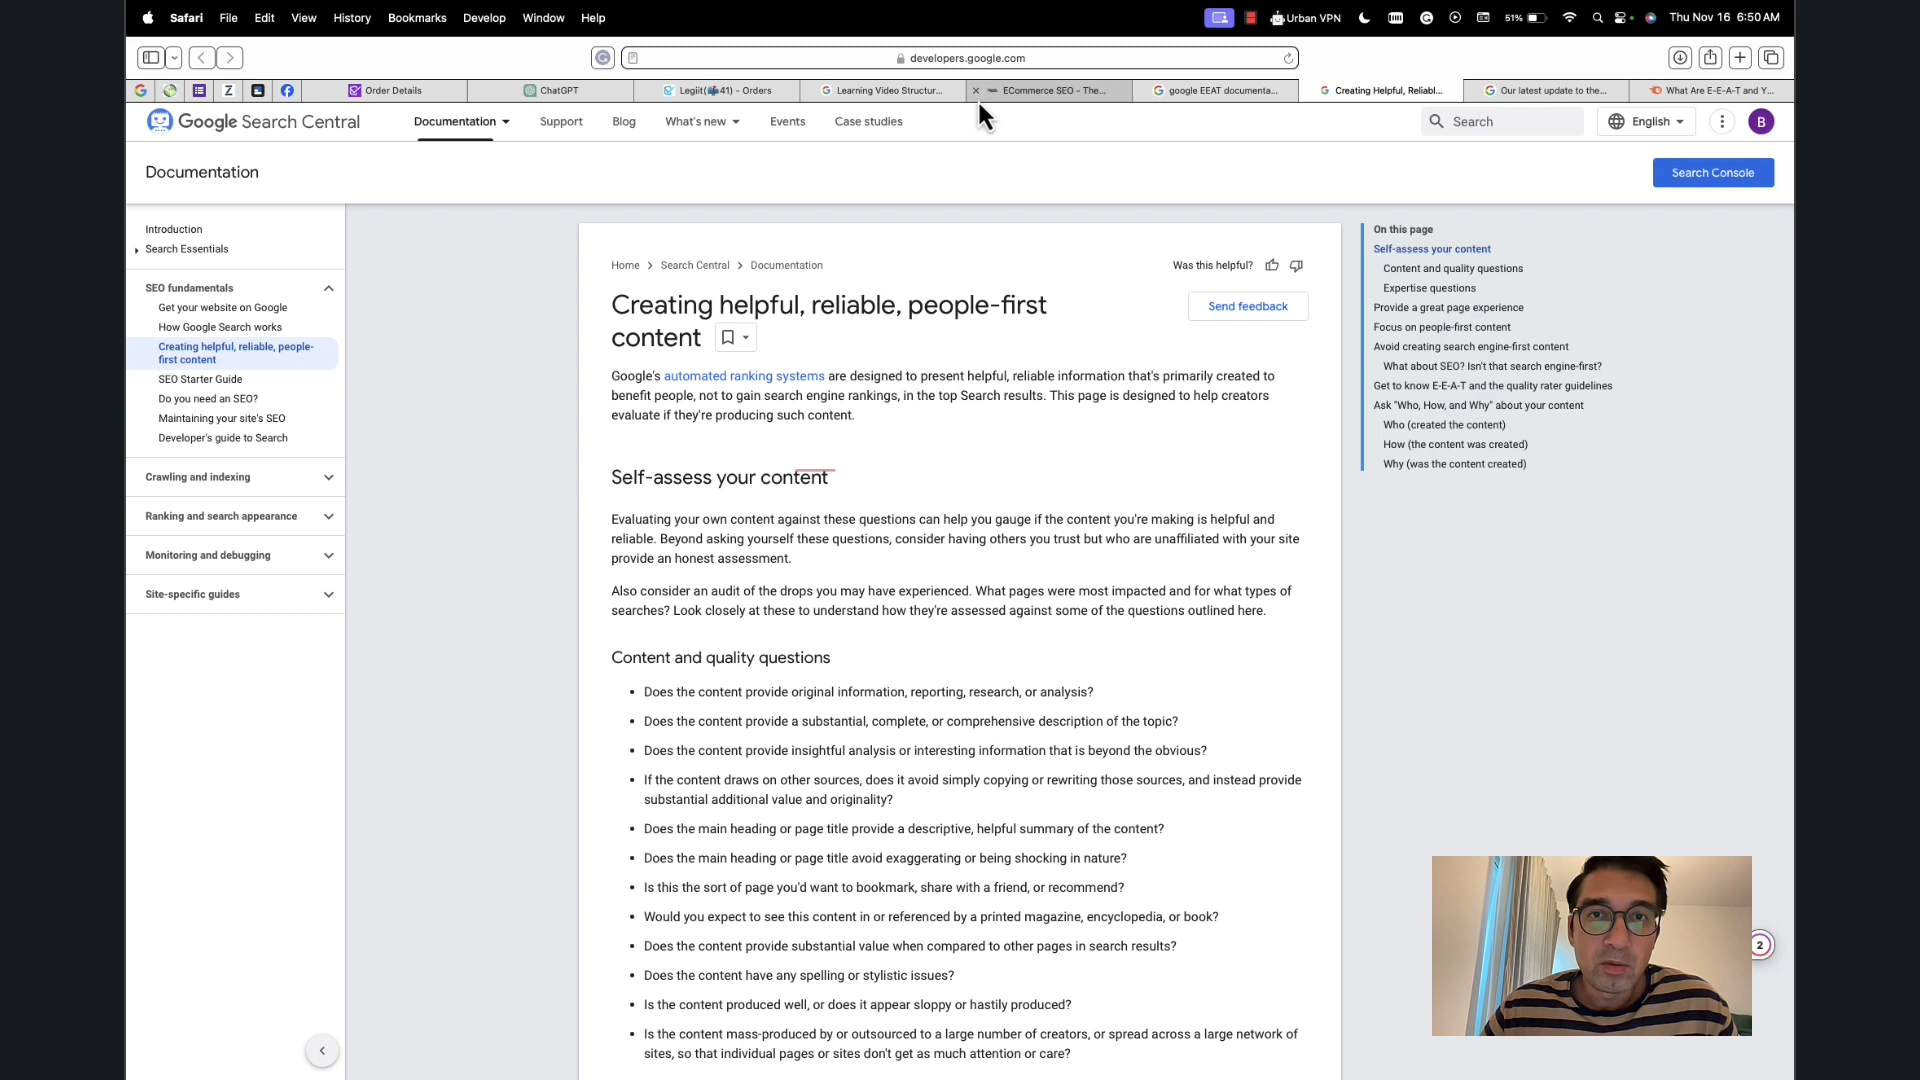 Safari File Edit View History Bookmarks Develop Window Help Urban VPN 51% Thu Nov 16 6:50 AM
developers.google.com
Order Details ChatGPT Legiit(41) - Orders Learning Video Structur... ECommerce SEO - The... google EEAT documenta... Creating Helpful, Reliabl... Our latest update to the... What Are E-E-A-T and Y...
Google Search Central Documentation Support Blog What's new Events Case studies Search English B
Documentation
Search Console
Introduction
Search Essentials
SEO fundamentals
Get your website on Google
How Google Search works
Creating helpful, reliable, people-
first content
SEO Starter Guide
Do you need an SEO?
Maintaining your site's SEO
Developer's guide to Search
Crawling and indexing
Ranking and search appearance
Monitoring and debugging
Site-specific guides
Home Search Central Documentation
Was this helpful?
Creating helpful, reliable, people-first
content
Send feedback
Google's automated ranking systems are designed to present helpful, reliable information that's primarily created to
benefit people, not to gain search engine rankings, in the top Search results. This page is designed to help creators
evaluate if they're producing such content.
Self-assess your content
Evaluating your own content against these questions can help you gauge if the content you're making is helpful and
reliable. Beyond asking yourself these questions, consider having others you trust but who are unaffiliated with your site
provide an honest assessment.
Also consider an audit of the drops you may have experienced. What pages were most impacted and for what types of
searches? Look closely at these to understand how they're assessed against some of the questions outlined here.
Content and quality questions
• Does the content provide original information, reporting, research, or analysis?
• Does the content provide a substantial, complete, or comprehensive description of the topic?
• Does the content provide insightful analysis or interesting information that is beyond the obvious?
• If the content draws on other sources, does it avoid simply copying or rewriting those sources, and instead provide
substantial additional value and originality?
• Does the main heading or page title provide a descriptive, helpful summary of the content?
• Does the main heading or page title avoid exaggerating or being shocking in nature?
• Is this the sort of page you'd want to bookmark, share with a friend, or recommend?
• Would you expect to see this content in or referenced by a printed magazine, encyclopedia, or book?
• Does the content provide substantial value when compared to other pages in search results?
• Does the content have any spelling or stylistic issues?
• Is the content produced well, or does it appear sloppy or hastily produced?
• Is the content mass-produced by or outsourced to a large number of creators, or spread across a large network of
sites, so that individual pages or sites don't get as much attention or care?
On this page
Self-assess your content
Content and quality questions
Expertise questions
Provide a great page experience
Focus on people-first content
Avoid creating search engine-first content
What about SEO? Isn't that search engine-first?
Get to know E-E-A-T and the quality rater guidelines
Ask "Who, How, and Why" about your content
Who (created the content)
How (the content was created)
Why (was the content created)
2